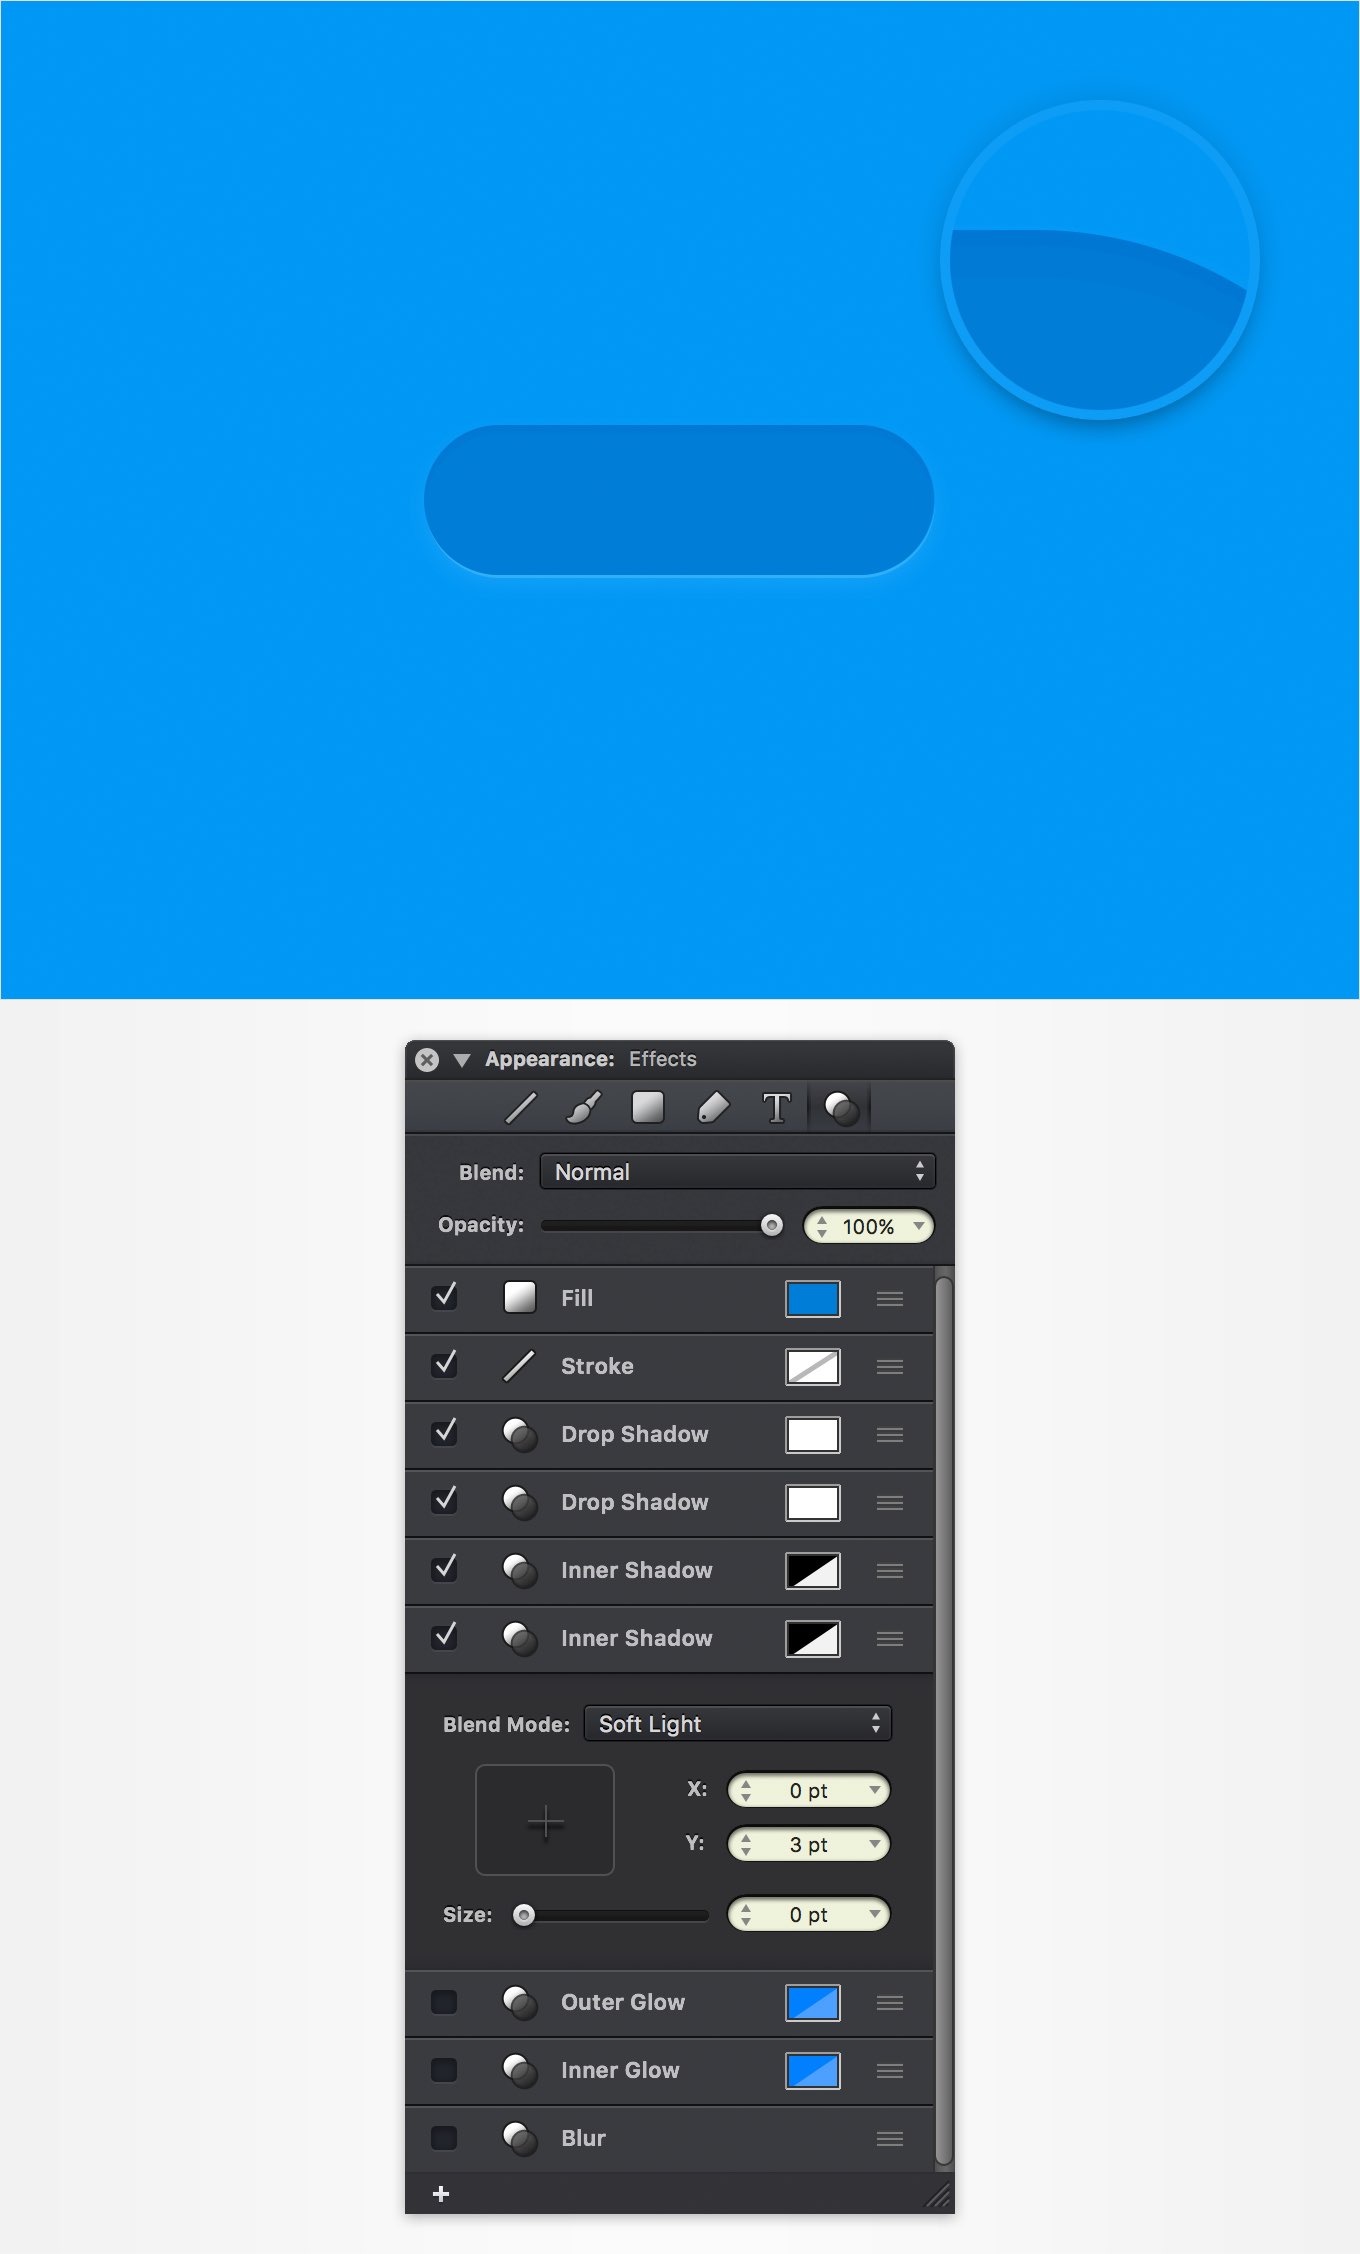 Appearance: Effects
T
Blend: Normal
Opacity: 100%
Fill
Stroke
Drop Shadow
Drop Shadow
Inner Shadow
Inner Shadow
Blend Mode: Soft Light
X: 0 pt
Y: 3 pt
Size: 0 pt
Outer Glow
Inner Glow
Blur